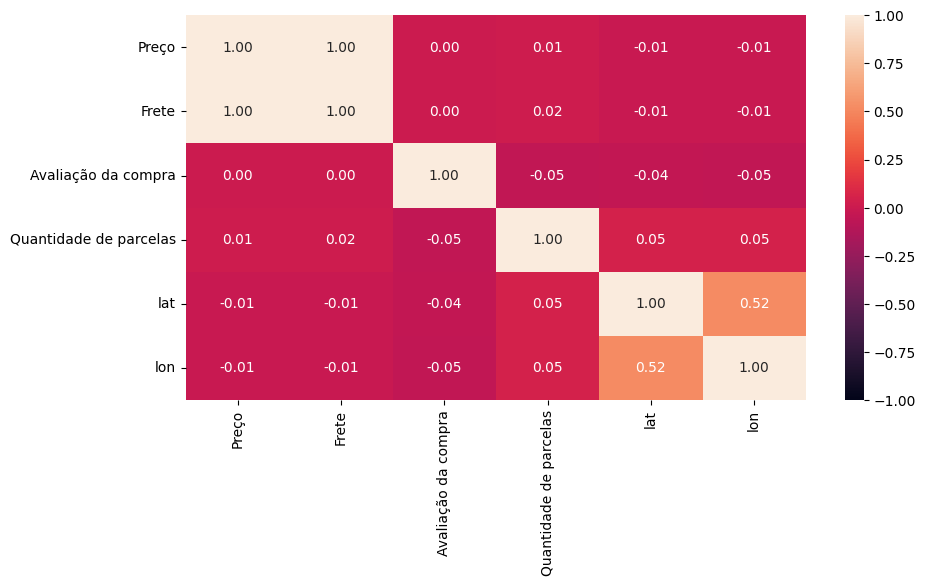 Preço 1.00 1.00 0.00 0.01 -0.01 -0.01
Frete 1.00 1.00 0.00 0.02 -0.01 -0.01
Avaliação da compra 0.00 0.00 1.00 -0.05 -0.04 -0.05
Quantidade de parcelas 0.01 0.02 -0.05 1.00 0.05 0.05
lat -0.01 -0.01 -0.04 0.05 1.00 0.52
lon -0.01 -0.01 -0.05 0.05 0.52 1.00
Preço
Frete
Avaliação da compra
Quantidade de parcelas
lat
lon
1.00
0.75
0.50
0.25
0.00
−0.25
−0.50
−0.75
−1.00